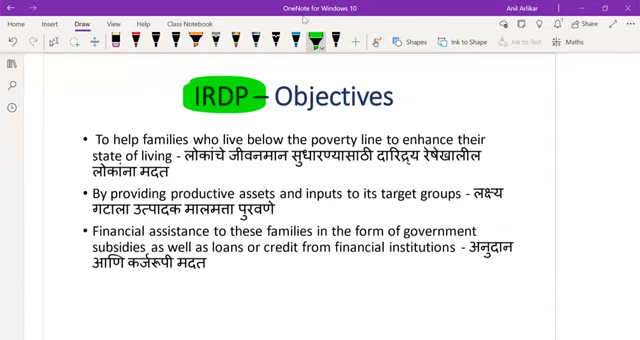 OneNote for Windows 10
Anil Arlikar
Home Insert Draw View Help Class Notebook
Share
Shapes Ink to Shape Ink to Text Maths
IRDP – Objectives
• To help families who live below the poverty line to enhance their
state of living - लोकांचे जीवनमान सुधारण्यासाठी दारिद्र्य रेषेखालील
लोकांना मदत
• By providing productive assets and inputs to its target groups - लक्ष्य
गटाला उत्पादक मालमत्ता पुरवणे
• Financial assistance to these families in the form of government
subsidies as well as loans or credit from financial institutions - अनुदान
आणि कर्जरूपी मदत